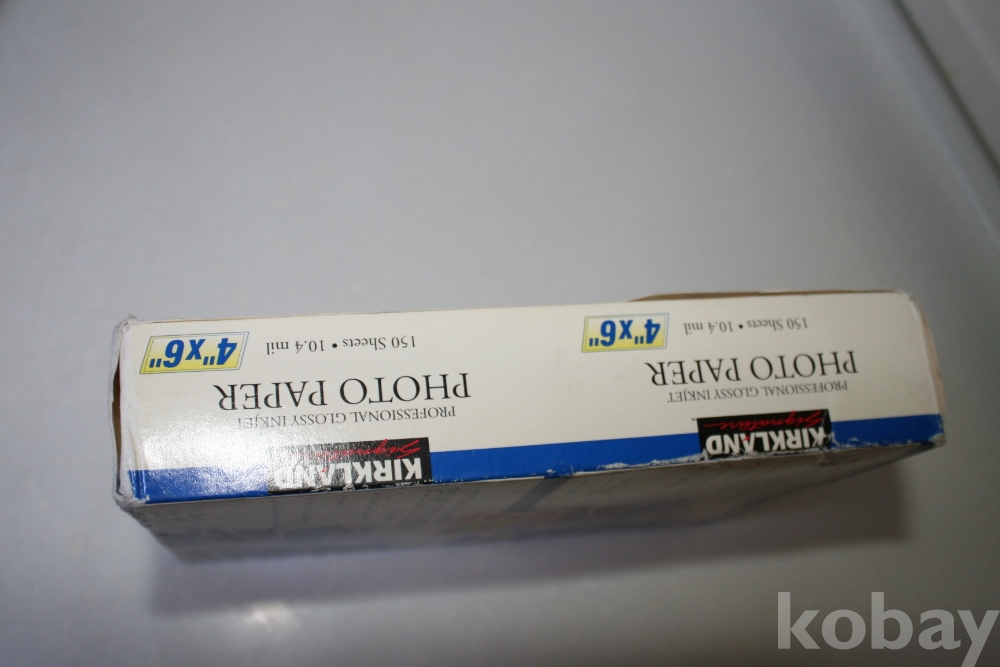 KIRKLAND
Signature
PROFESSIONAL GLOSSY INKJET
PHOTO PAPER
150 Sheets • 10.4 mil
4"x6"
KIRKLAND
Signature
PROFESSIONAL GLOSSY INKJET
PHOTO PAPER
150 Sheets • 10.4 mil
4"x6"
kobay